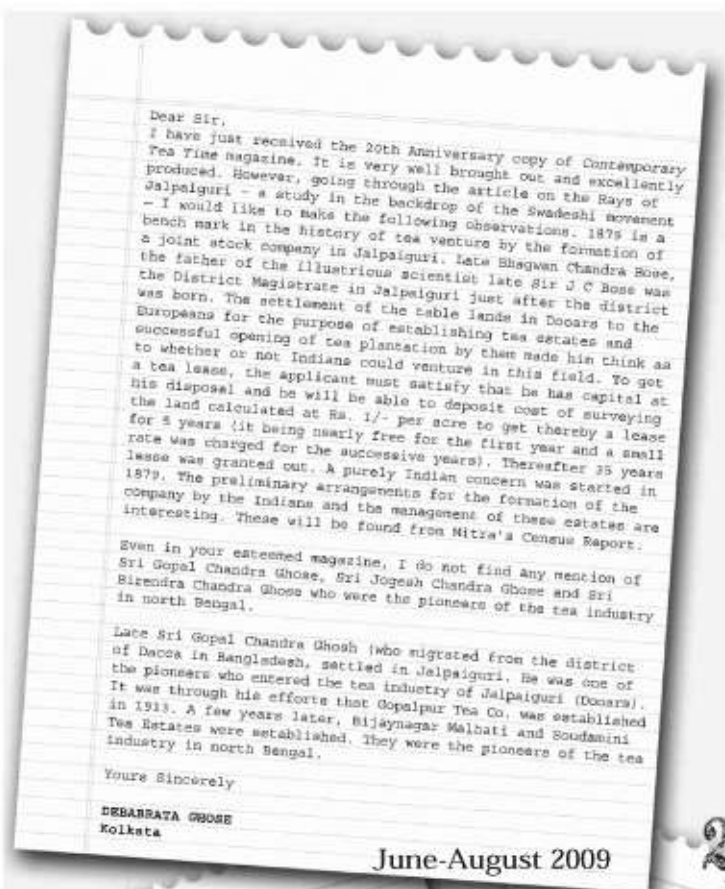 Dear Sir,
I have just received the 20th Anniversary copy of Contemporary
Tea Time magazine. It is very well brought out and excellently
produced. However, going through the article on the Rays of
Jalpaiguri - a study in the backdrop of the Swadeshi movement
- I would like to make the following observations. 1879 is a
bench mark in the history of tea venture by the formation of
a joint stock company in Jalpaiguri. Late Bhagwan Chandra Bose,
the father of the illustrious scientist late Sir J C Bose was
the District Magistrate in Jalpaiguri just after the district
was born. The settlement of the table lands in Dooars to the
Europeans for the purpose of establishing tea estates and
successful opening of tea plantation by them made him think as
to whether or not Indians could venture in this field. To get
a tea lease, the applicant must satisfy that he has capital at
his disposal and he will be able to deposit cost of surveying
the land calculated at Rs. 1/- per acre to get thereby a lease
for 5 years (it being nearly free for the first year and a small
rate was charged for the successive years). Thereafter 35 years
lease was granted out. A purely Indian concern was started in
1879. The preliminary arrangements for the formation of the
company by the Indians and the management of these estates are
interesting. These will be found from Mitra's Census Report.
Even in your esteemed magazine, I do not find any mention of
Sri Gopal Chandra Ghose, Sri Jogesh Chandra Ghose and Sri
Birendra Chandra Ghose who were the pioneers of the tea industry
in north Bengal.
Late Sri Gopal Chandra Ghosh (who migrated from the district
of Dacca in Bangladesh, settled in Jalpaiguri. He was one of
the pioneers who entered the tea industry of Jalpaiguri (Dooars).
It was through his efforts that Gopalpur Tea Co. was established
in 1913. A few years later, Bijaynagar Malhati and Soudamini
Tea Estates were established. They were the pioneers of the tea
industry in north Bengal.
Yours Sincerely
DEBABRATA GHOSE
Kolkata
June-August 2009
2